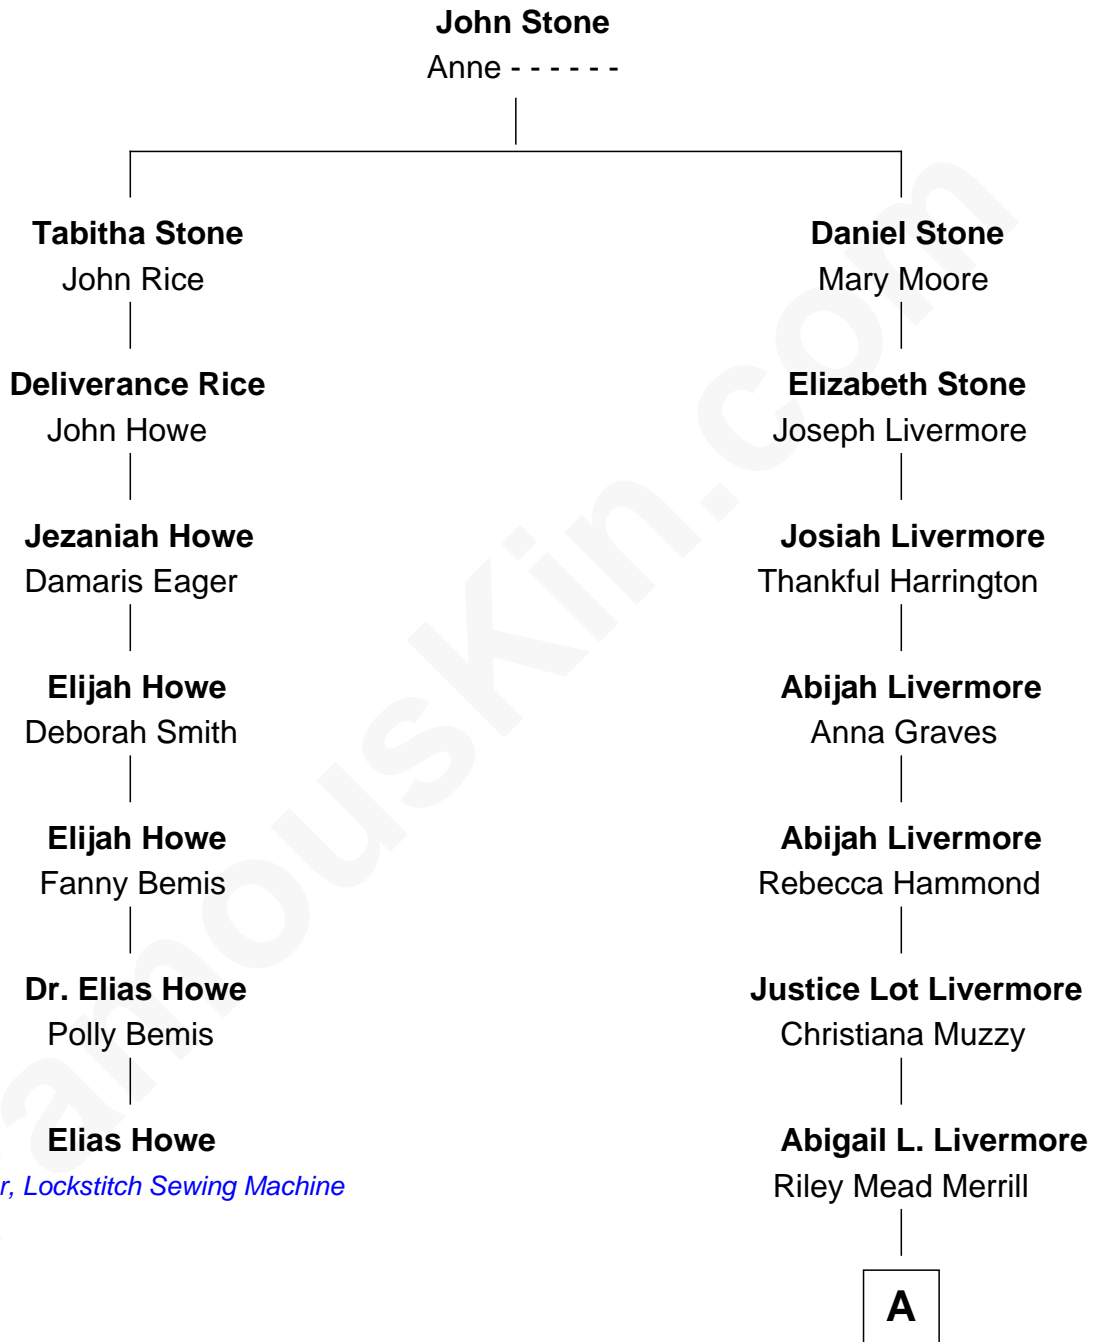 John Stone
Anne - - - - - -
Tabitha Stone
John Rice
Daniel Stone
Mary Moore
Deliverance Rice
John Howe
Elizabeth Stone
Joseph Livermore
Jezaniah Howe
Damaris Eager
Josiah Livermore
Thankful Harrington
Elijah Howe
Deborah Smith
Abijah Livermore
Anna Graves
Elijah Howe
Fanny Bemis
Abijah Livermore
Rebecca Hammond
Dr. Elias Howe
Polly Bemis
Justice Lot Livermore
Christiana Muzzy
Elias Howe
r, Lockstitch Sewing Machine
Abigail L. Livermore
Riley Mead Merrill
A
amouskin.com